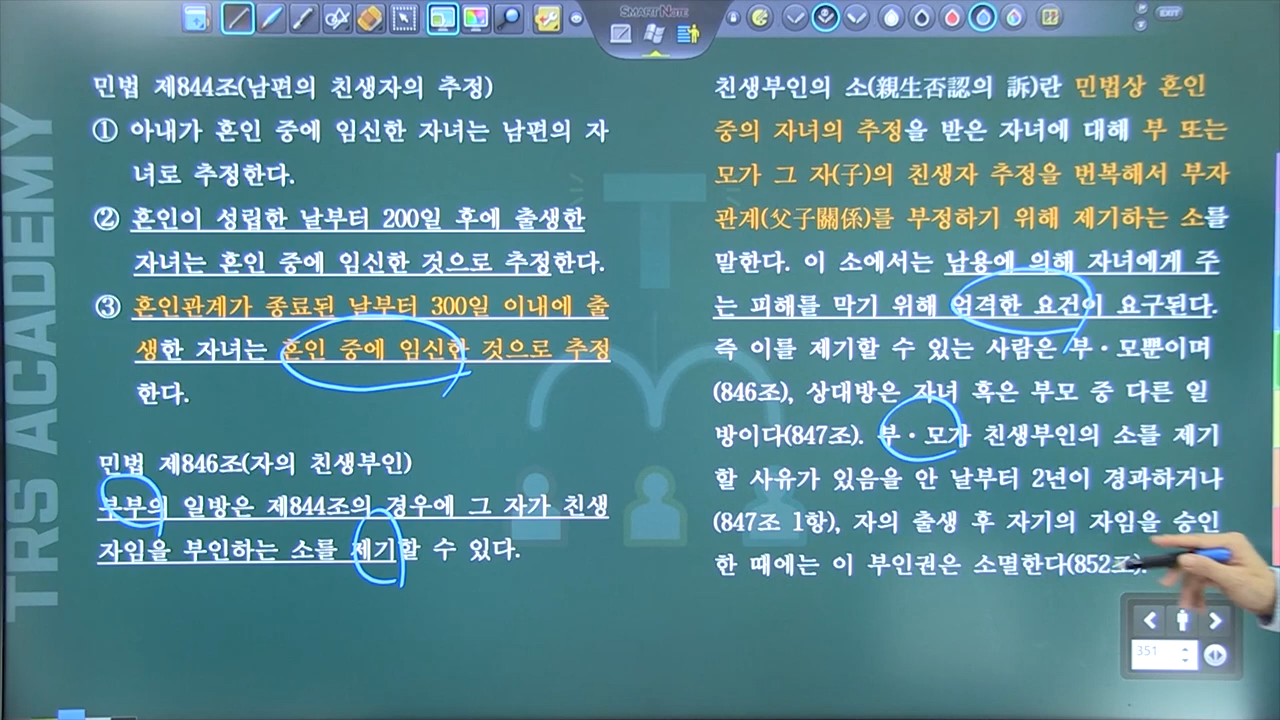 SMART NOTE
EXIT
민법 제844조(남편의 친생자의 추정)
① 아내가 혼인 중에 임신한 자녀는 남편의 자
녀로 추정한다.
② 혼인이 성립한 날부터 200일 후에 출생한
자녀는 혼인 중에 임신한 것으로 추정한다.
③ 혼인관계가 종료된 날부터 300일 이내에 출
생한 자녀는 혼인 중에 임신한 것으로 추정
한다.
민법 제846조(자의 친생부인)
부부의 일방은 제844조의 경우에 그 자가 친생
자임을 부인하는 소를 제기할 수 있다.
친생부인의 소(親生否認의 訴)란 민법상 혼인
중의 자녀의 추정을 받은 자녀에 대해 부 또는
모가 그 자(子)의 친생자 추정을 번복해서 부자
관계(父子關係)를 부정하기 위해 제기하는 소를
말한다. 이 소에서는 남용에 의해 자녀에게 주
는 피해를 막기 위해 엄격한 요건이 요구된다.
즉 이를 제기할 수 있는 사람은 부·모뿐이며
(846조), 상대방은 자녀 혹은 부모 중 다른 일
방이다(847조). 부·모가 친생부인의 소를 제기
할 사유가 있음을 안 날부터 2년이 경과하거나
(847조 1항), 자의 출생 후 자기의 자임을 승인
한 때에는 이 부인권은 소멸한다(852조).
351
TRS ACADEMY